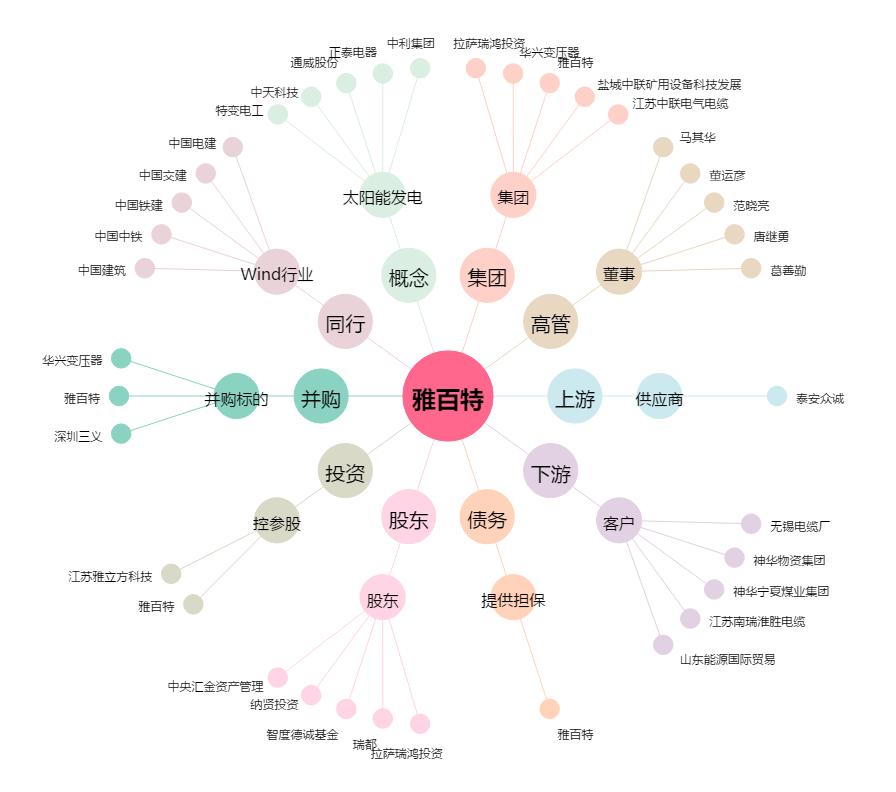 中利集团
正泰电器
通威股份
中天科技
特变电工
太阳能发电
概念
拉萨瑞鸿投资
华兴变压器
雅百特
盐城中联矿用设备科技发展
江苏中联电气电缆
集团
集团
马其华
董运彦
范晓亮
唐继勇
葛善勤
董事
高管
中国电建
中国交建
中国铁建
中国中铁
中国建筑
Wind行业
同行
华兴变压器
雅百特
深圳三义
并购标的
并购
雅百特
上游
供应商
泰安众诚
投资
控参股
江苏雅立方科技
雅百特
股东
股东
中央汇金资产管理
纳贤投资
智度德诚基金
瑞都
拉萨瑞鸿投资
债务
提供担保
雅百特
下游
客户
无锡电缆厂
神华物资集团
神华宁夏煤业集团
江苏南瑞淮胜电缆
山东能源国际贸易